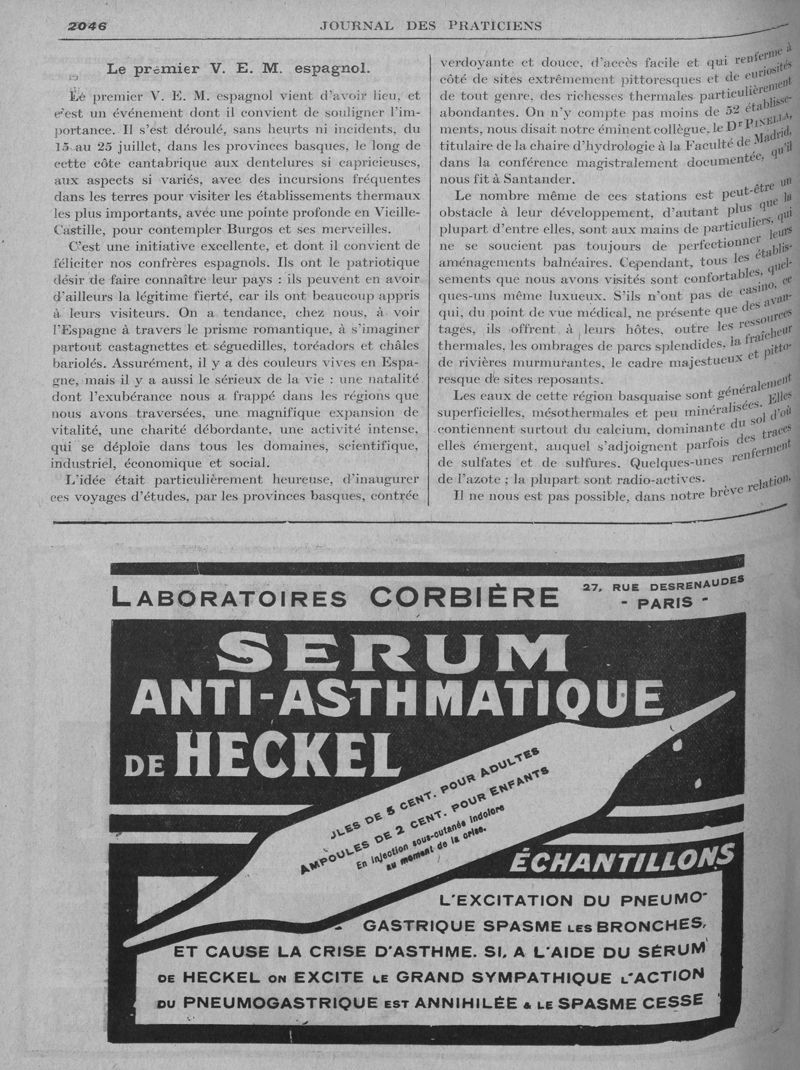 2046
JOURNAL DES PRATICIENS
Le premier V. E. M. espagnol.
Le premier V. E. M. espagnol vient d'avoir lieu, et
c'est un événement dont il convient de souligner l'im-
portance. Il s'est déroulé, sans heurts ni incidents, du
15 au 25 juillet, dans les provinces basques, le long de
cette côte cantabrique aux dentelures si capricieuses,
aux aspects si variés, avec des incursions fréquentes
dans les terres pour visiter les établissements thermaux
les plus importants, avec une pointe profonde en Vieille-
Castille, pour contempler Burgos et ses merveilles.
C'est une initiative excellente, et dont il convient de
féliciter nos confrères espagnols. Ils ont le patriotique
désir de faire connaître leur pays : ils peuvent en avoir
d'ailleurs la légitime fierté, car ils ont beaucoup appris
à leurs visiteurs. On a tendance, chez nous, à voir
l'Espagne à travers le prisme romantique, à s'imaginer
partout castagnettes et séguedilles, toréadors et châles
bariolés. Assurément, il y a des couleurs vives en Espa-
gne, mais il y a aussi le sérieux de la vie : une natalité
dont l'exubérance nous a frappé dans les régions que
nous avons traversées, une magnifique expansion de
vitalité, une charité débordante, une activité intense,
qui se déploie dans tous les domaines, scientifique,
industriel, économique et social.
L'idée était particulièrement heureuse, d'inaugurer
ces voyages d'études, par les provinces basques, contrée
verdoyante et douce, d'accès facile et qui renferme à
côté de sites extrêmement pittoresques et de curiosités
de tout genre, des richesses thermales particulièrement
abondantes. On n'y compte pas moins de 52 établisse-
ments, nous disait notre éminent collègue, le Dr PINELLA,
titulaire de la chaire d'hydrologie à la Faculté de Madrid,
dans la conférence magistralement documentée, qu'il
nous fit à Santander.
Le nombre même de ces stations est peut-être un
obstacle à leur développement, d'autant plus que la
plupart d'entre elles, sont aux mains de particuliers, qui
ne se soucient pas toujours de perfectionner leurs
aménagements balnéaires. Cependant, tous les établis-
sements que nous avons visités sont confortables, quel-
ques-uns même luxueux. S'ils n'ont pas de casino, ce
qui, du point de vue médical, ne présente que des avan-
tages, ils offrent à leurs hôtes, outre les ressources
thermales, les ombrages de parcs splendides, la fraîcheur
de rivières murmurantes, le cadre majestueux et pitto-
resque de sites reposants.
Les eaux de cette région basquaise sont généralement
superficielles, mésothermales et peu minéralisées. Elles
contiennent surtout du calcium, dominante du sol d'où
elles émergent, auquel s'adjoignent parfois des traces
de sulfates et de sulfures. Quelques-unes renferment
de l'azote ; la plupart sont radio-actives.
Il ne nous est pas possible, dans notre brève relation,
LABORATOIRES CORBIÈRE
27, RUE DESRENAUDES
- PARIS -
SERUM
ANTI-ASTHMATIQUE
DE HECKEL
ULES DE 5 CENT. POUR ADULTES
AMPOULES DE 2 CENT. POUR ENFANTS
En injection sous-cutanée indolore
au moment de la crise.
ÉCHANTILLONS
L'EXCITATION DU PNEUMO-
GASTRIQUE SPASME LES BRONCHES,
ET CAUSE LA CRISE D'ASTHME. SI, A L'AIDE DU SÉRUM
DE HECKEL ON EXCITE LE GRAND SYMPATHIQUE L'ACTION
DU PNEUMOGASTRIQUE EST ANNIHILÉE & LE SPASME CESSE